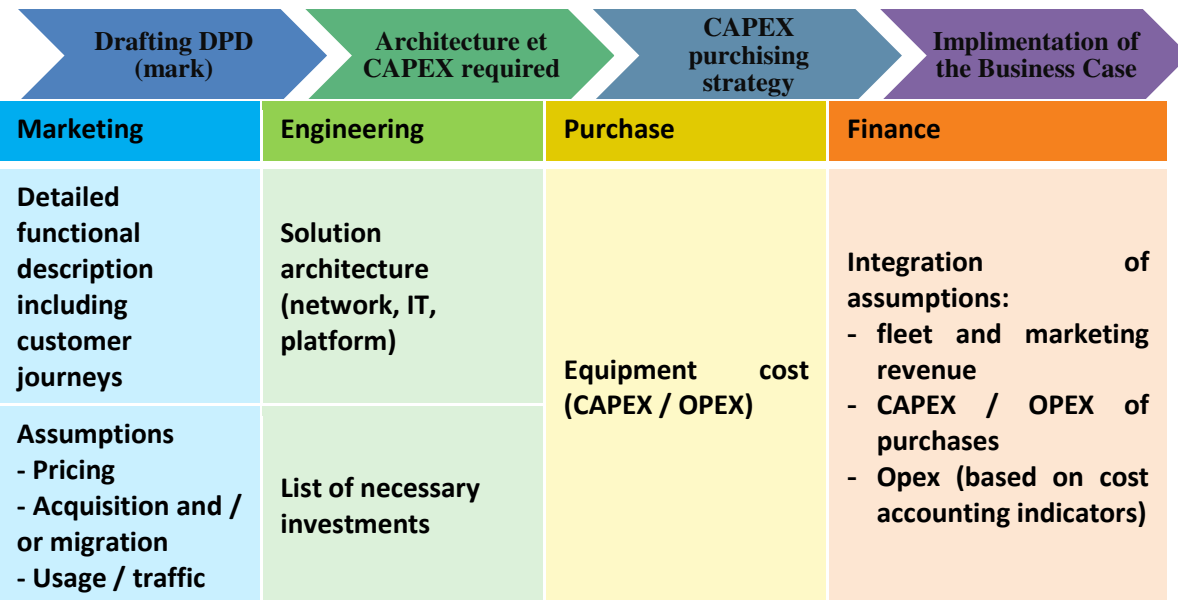 Drafting DPD
(mark)
Architecture et
CAPEX required
CAPEX
purchising
strategy
Implimentation of
the Business Case
Marketing
Engineering
Purchase
Finance
Detailed
functional
description
including
customer
journeys
Solution
architecture
(network, IT,
platform)
Equipment cost
(CAPEX / OPEX)
Integration of
assumptions:
- fleet and marketing
revenue
- CAPEX / OPEX of
purchases
- Opex (based on cost
accounting indicators)
Assumptions
- Pricing
- Acquisition and /
or migration
- Usage / traffic
List of necessary
investments